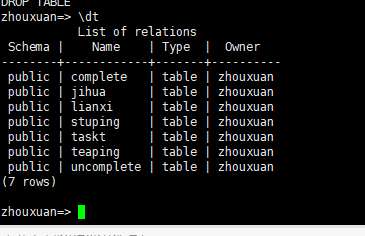 DROP TABLE
zhouxuan=> \dt
           List of relations
 Schema |    Name    | Type  |  Owner
--------+------------+-------+----------
 public | complete   | table | zhouxuan
 public | jihua      | table | zhouxuan
 public | lianxi     | table | zhouxuan
 public | stuping    | table | zhouxuan
 public | taskt      | table | zhouxuan
 public | teaping    | table | zhouxuan
 public | uncomplete | table | zhouxuan
(7 rows)
zhouxuan=>